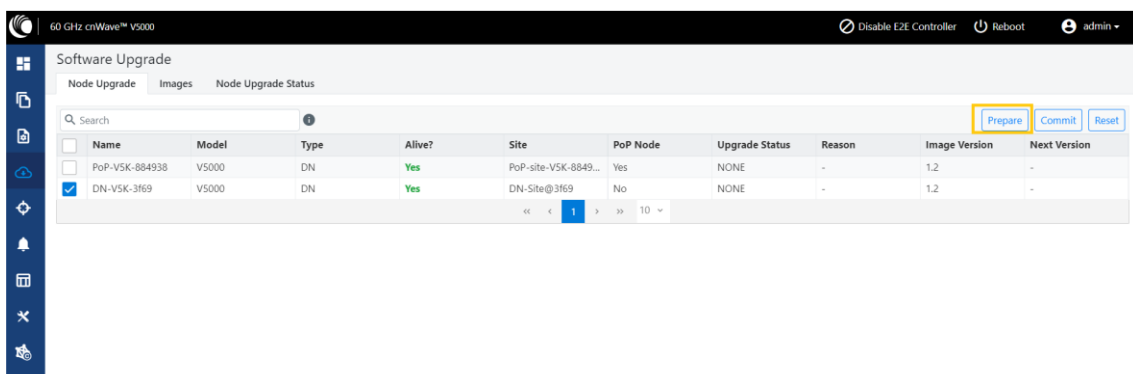 60 GHz cnWave™ V5000 Disable E2E Controller Reboot admin
Software Upgrade
Node Upgrade Images Node Upgrade Status
Search Prepare Commit Reset
Name Model Type Alive? Site PoP Node Upgrade Status Reason Image Version Next Version
PoP-V5K-884938 V5000 DN Yes PoP-site-V5K-8849... Yes NONE - 1.2 -
DN-V5K-3f69 V5000 DN Yes DN-Site@3f69 No NONE - 1.2 -
« ‹ 1 › » 10